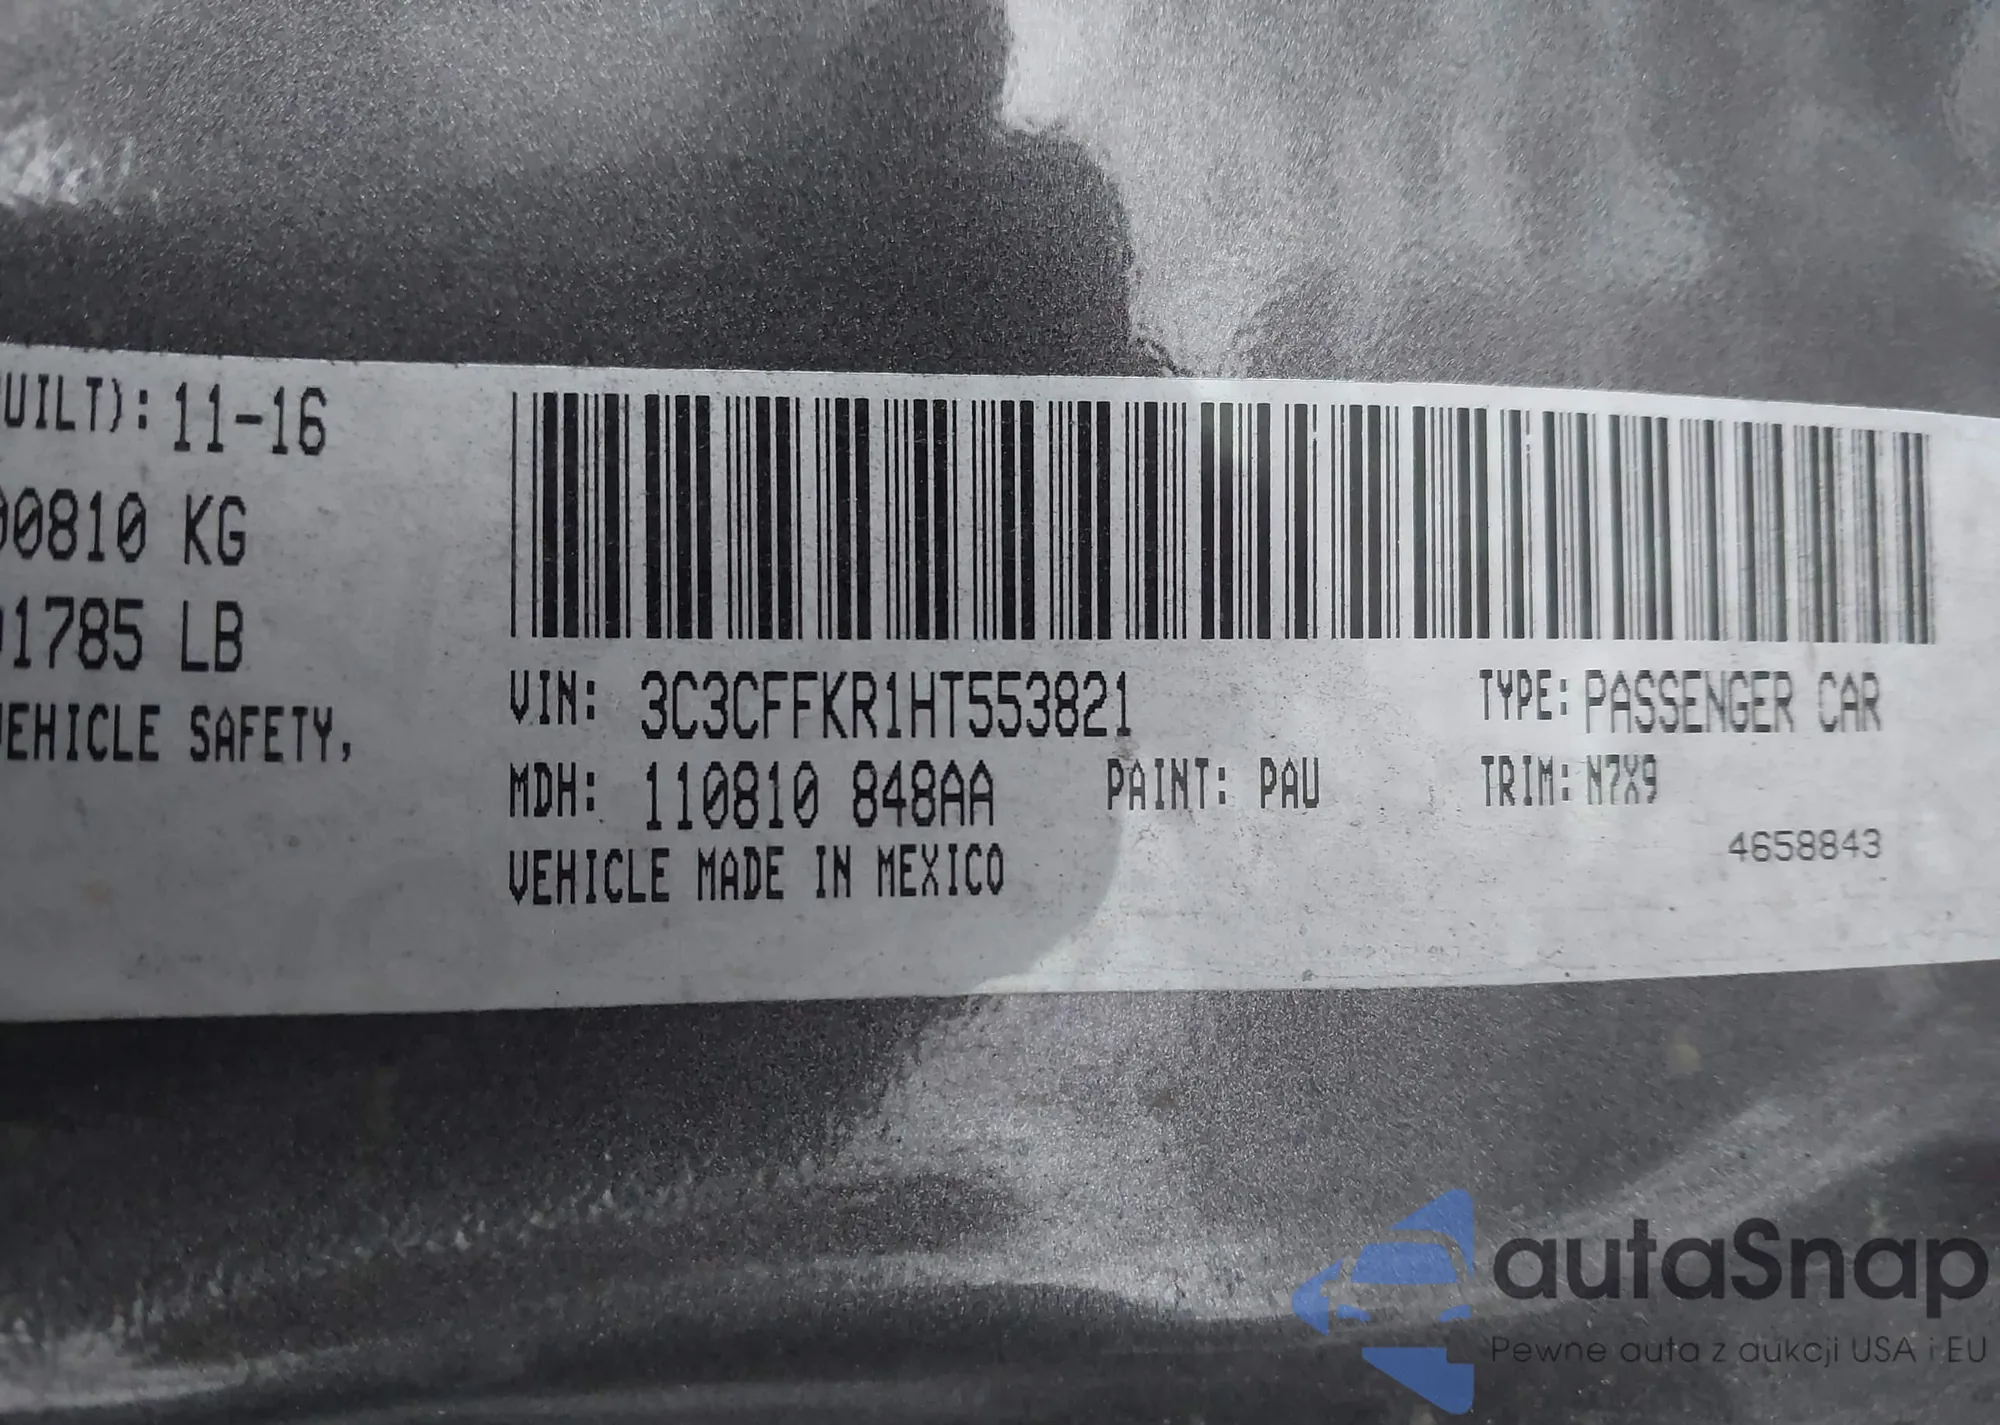 UILT): 11-16
00810 KG
1785 LB
VEHICLE SAFETY,
VIN: 3C3CFFKR1HT553821
TYPE: PASSENGER CAR
MDH: 110810 848AA
PAINT: PAU
TRIM: N7X9
VEHICLE MADE IN MEXICO
4658843
autaSnap
Pewne auta z aukcji USA i EU